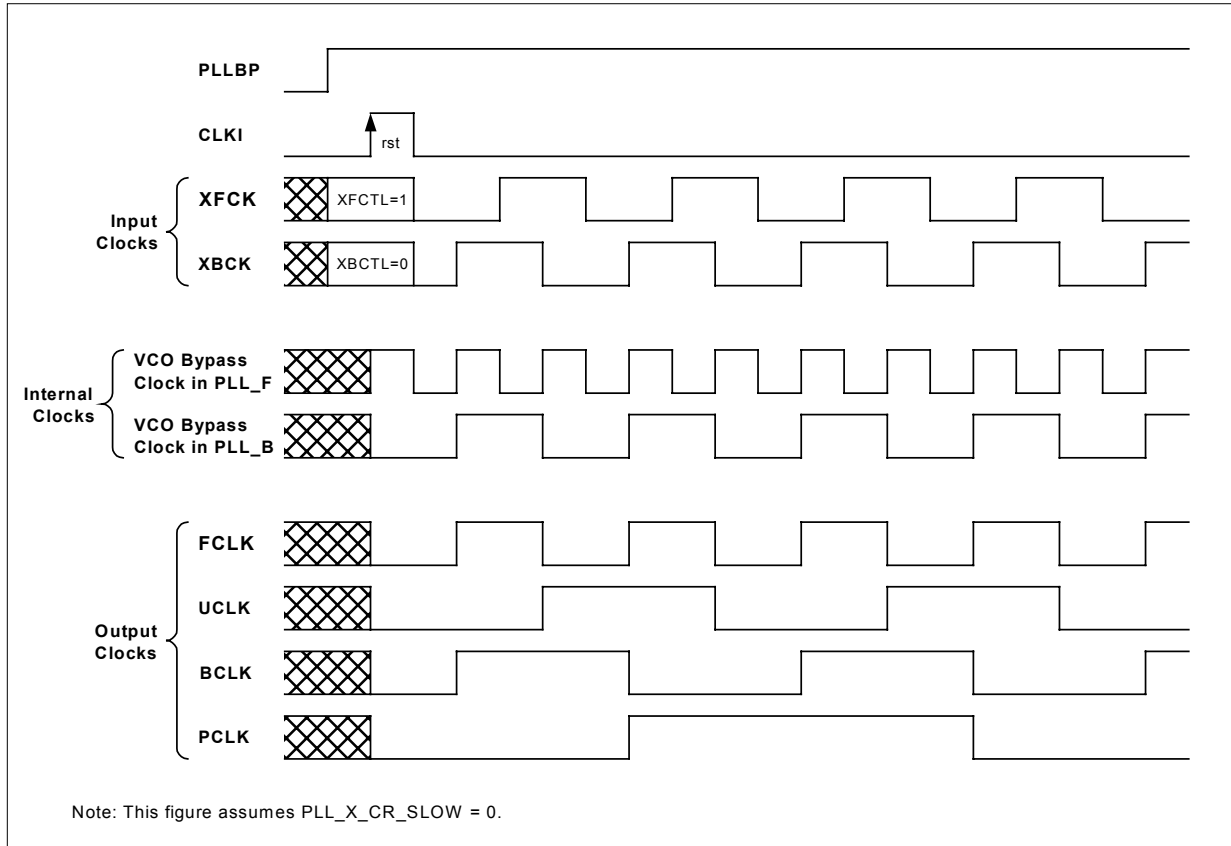 PLLBP
CLKI
rst
Input
Clocks
XFCK
XFCTL=1
XBCK
XBCTL=0
Internal
Clocks
VCO Bypass
Clock in PLL_F
VCO Bypass
Clock in PLL_B
Output
Clocks
FCLK
UCLK
BCLK
PCLK
Note: This figure assumes PLL_X_CR_SLOW = 0.